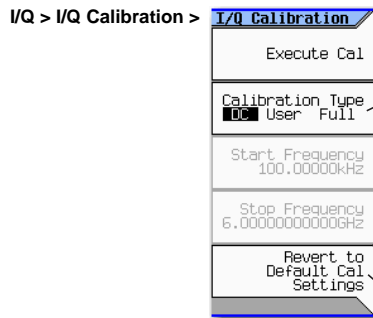 I/Q > I/Q Calibration >
I/Q Calibration
Execute Cal
Calibration Type
DC User Full
Start Frequency
100.00000kHz
Stop Frequency
6.00000000000GHz
Revert to
Default Cal
Settings